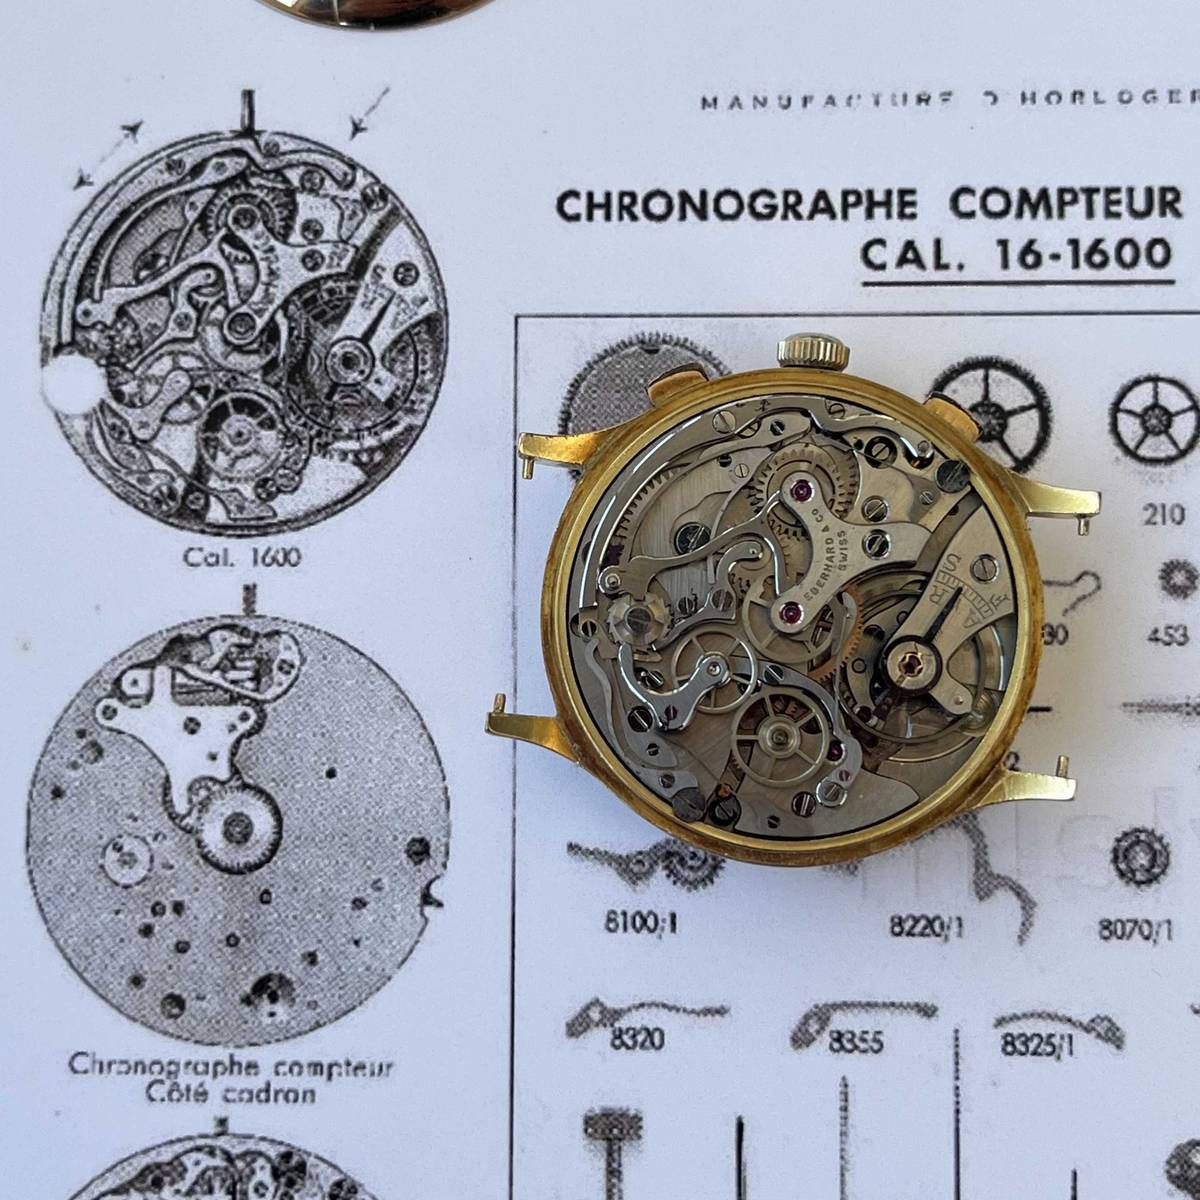 MANUFACTURE D'HORLOGER
CHRONOGRAPHE COMPTEUR
CAL. 16-1600
Cal. 1600
210
453
EBERHARD & Co
SWISS
8100/1
8220/1
8070/1
8320
8355
8325/1
Chronographe compteur
Côté cadran